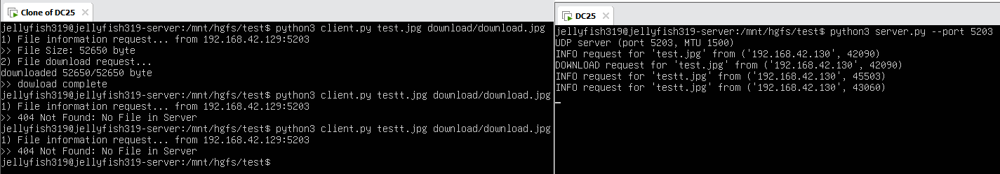 Clone of DC25
jellyfish319@jellyfish319-server:/mnt/hgfs/test$ python3 client.py test.jpg download/download.jpg
1) File information request... from 192.168.42.129:5203
>> File Size: 52650 byte
2) File download request...
downloaded 52650/52650 byte
>> dowload complete
jellyfish319@jellyfish319-server:/mnt/hgfs/test$ python3 client.py testt.jpg download/download.jpg
1) File information request... from 192.168.42.129:5203
>> 404 Not Found: No File in Server
jellyfish319@jellyfish319-server:/mnt/hgfs/test$ python3 client.py testt.jpg download/download.jpg
1) File information request... from 192.168.42.129:5203
>> 404 Not Found: No File in Server
jellyfish319@jellyfish319-server:/mnt/hgfs/test$
DC25
jellyfish319@jellyfish319-server:/mnt/hgfs/test$ python3 server.py --port 5203
UDP server (port 5203, MTU 1500)
INFO request for 'test.jpg' from ('192.168.42.130', 42090)
DOWNLOAD request for 'test.jpg' from ('192.168.42.130', 42090)
INFO request for 'testt.jpg' from ('192.168.42.130', 45503)
INFO request for 'testt.jpg' from ('192.168.42.130', 43060)